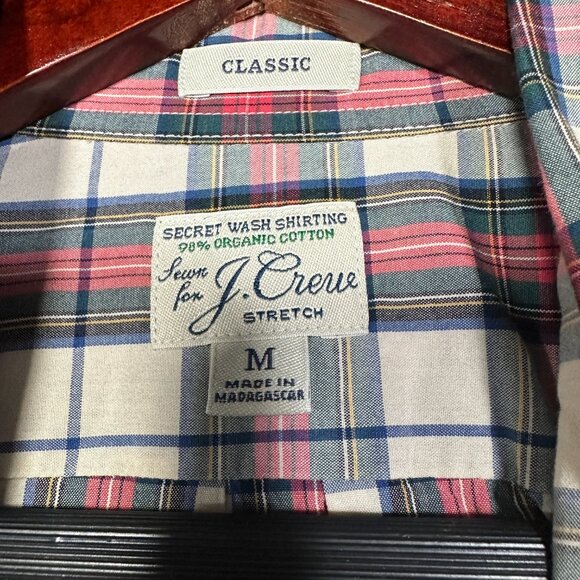 CLASSIC
SECRET WASH SHIRTING
98% ORGANIC COTTON
Sewn
for J.Crew
STRETCH
M
MADE IN
MADAGASCAR